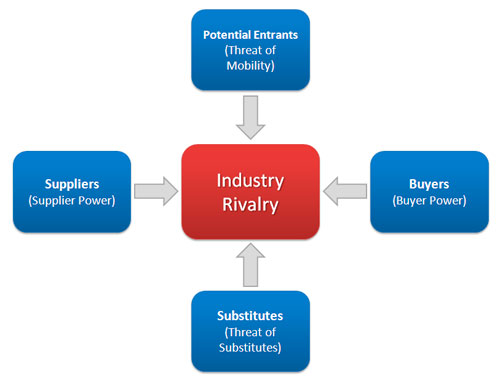 Potential Entrants
(Threat of
Mobility)
Suppliers
(Supplier Power)
Industry
Rivalry
Buyers
(Buyer Power)
Substitutes
(Threat of
Substitutes)